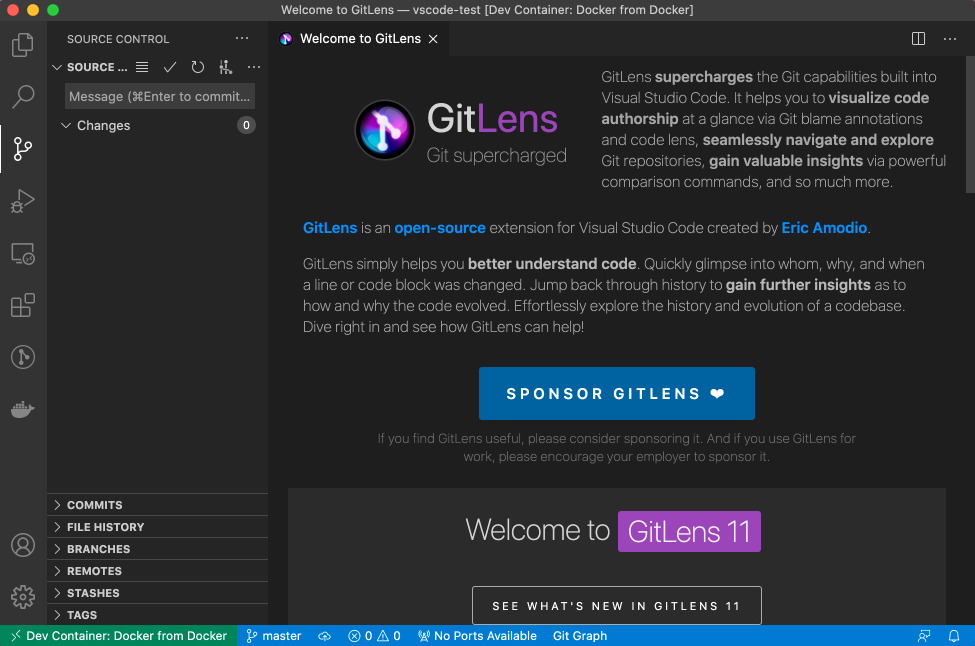 Welcome to GitLens — vscode-test [Dev Container: Docker from Docker]
SOURCE CONTROL
Welcome to GitLens
SOURCE ...
Message (⌘Enter to commit...
Changes
0
GitLens
Git supercharged
GitLens supercharges the Git capabilities built into
Visual Studio Code. It helps you to visualize code
authorship at a glance via Git blame annotations
and code lens, seamlessly navigate and explore
Git repositories, gain valuable insights via powerful
comparison commands, and so much more.
GitLens is an open-source extension for Visual Studio Code created by Eric Amodio.
GitLens simply helps you better understand code. Quickly glimpse into whom, why, and when
a line or code block was changed. Jump back through history to gain further insights as to
how and why the code evolved. Effortlessly explore the history and evolution of a codebase.
Dive right in and see how GitLens can help!
SPONSOR GITLENS ❤
If you find GitLens useful, please consider sponsoring it. And if you use GitLens for
work, please encourage your employer to sponsor it.
Welcome to GitLens 11
SEE WHAT'S NEW IN GITLENS 11
COMMITS
FILE HISTORY
BRANCHES
REMOTES
STASHES
TAGS
Dev Container: Docker from Docker
master
0
0
No Ports Available
Git Graph